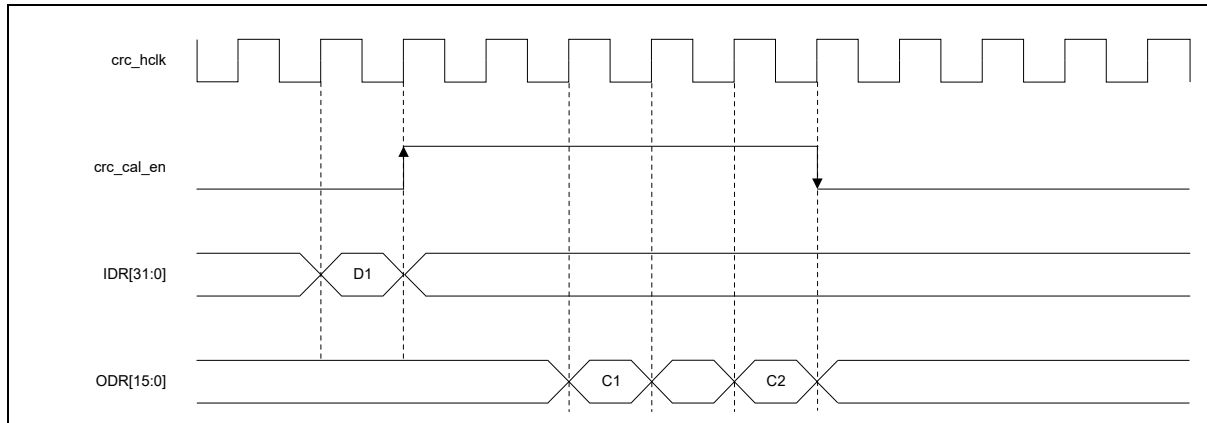 crc_hclk
crc_cal_en
IDR[31:0]
D1
ODR[15:0]
C1
C2